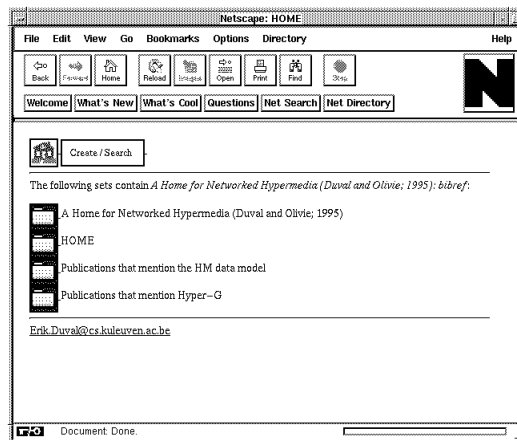 Netscape: HOME
File Edit View Go Bookmarks Options Directory Help
Back Forward Home Reload Images Open Print Find Stop
N
Welcome What's New What's Cool Questions Net Search Net Directory
Create / Search
The following sets contain A Home for Networked Hypermedia (Duval and Olivie; 1995): bibref:
A Home for Networked Hypermedia (Duval and Olivie; 1995)
HOME
Publications that mention the HM data model
Publications that mention Hyper-G
Erik.Duval@cs.kuleuven.ac.be
Document: Done.